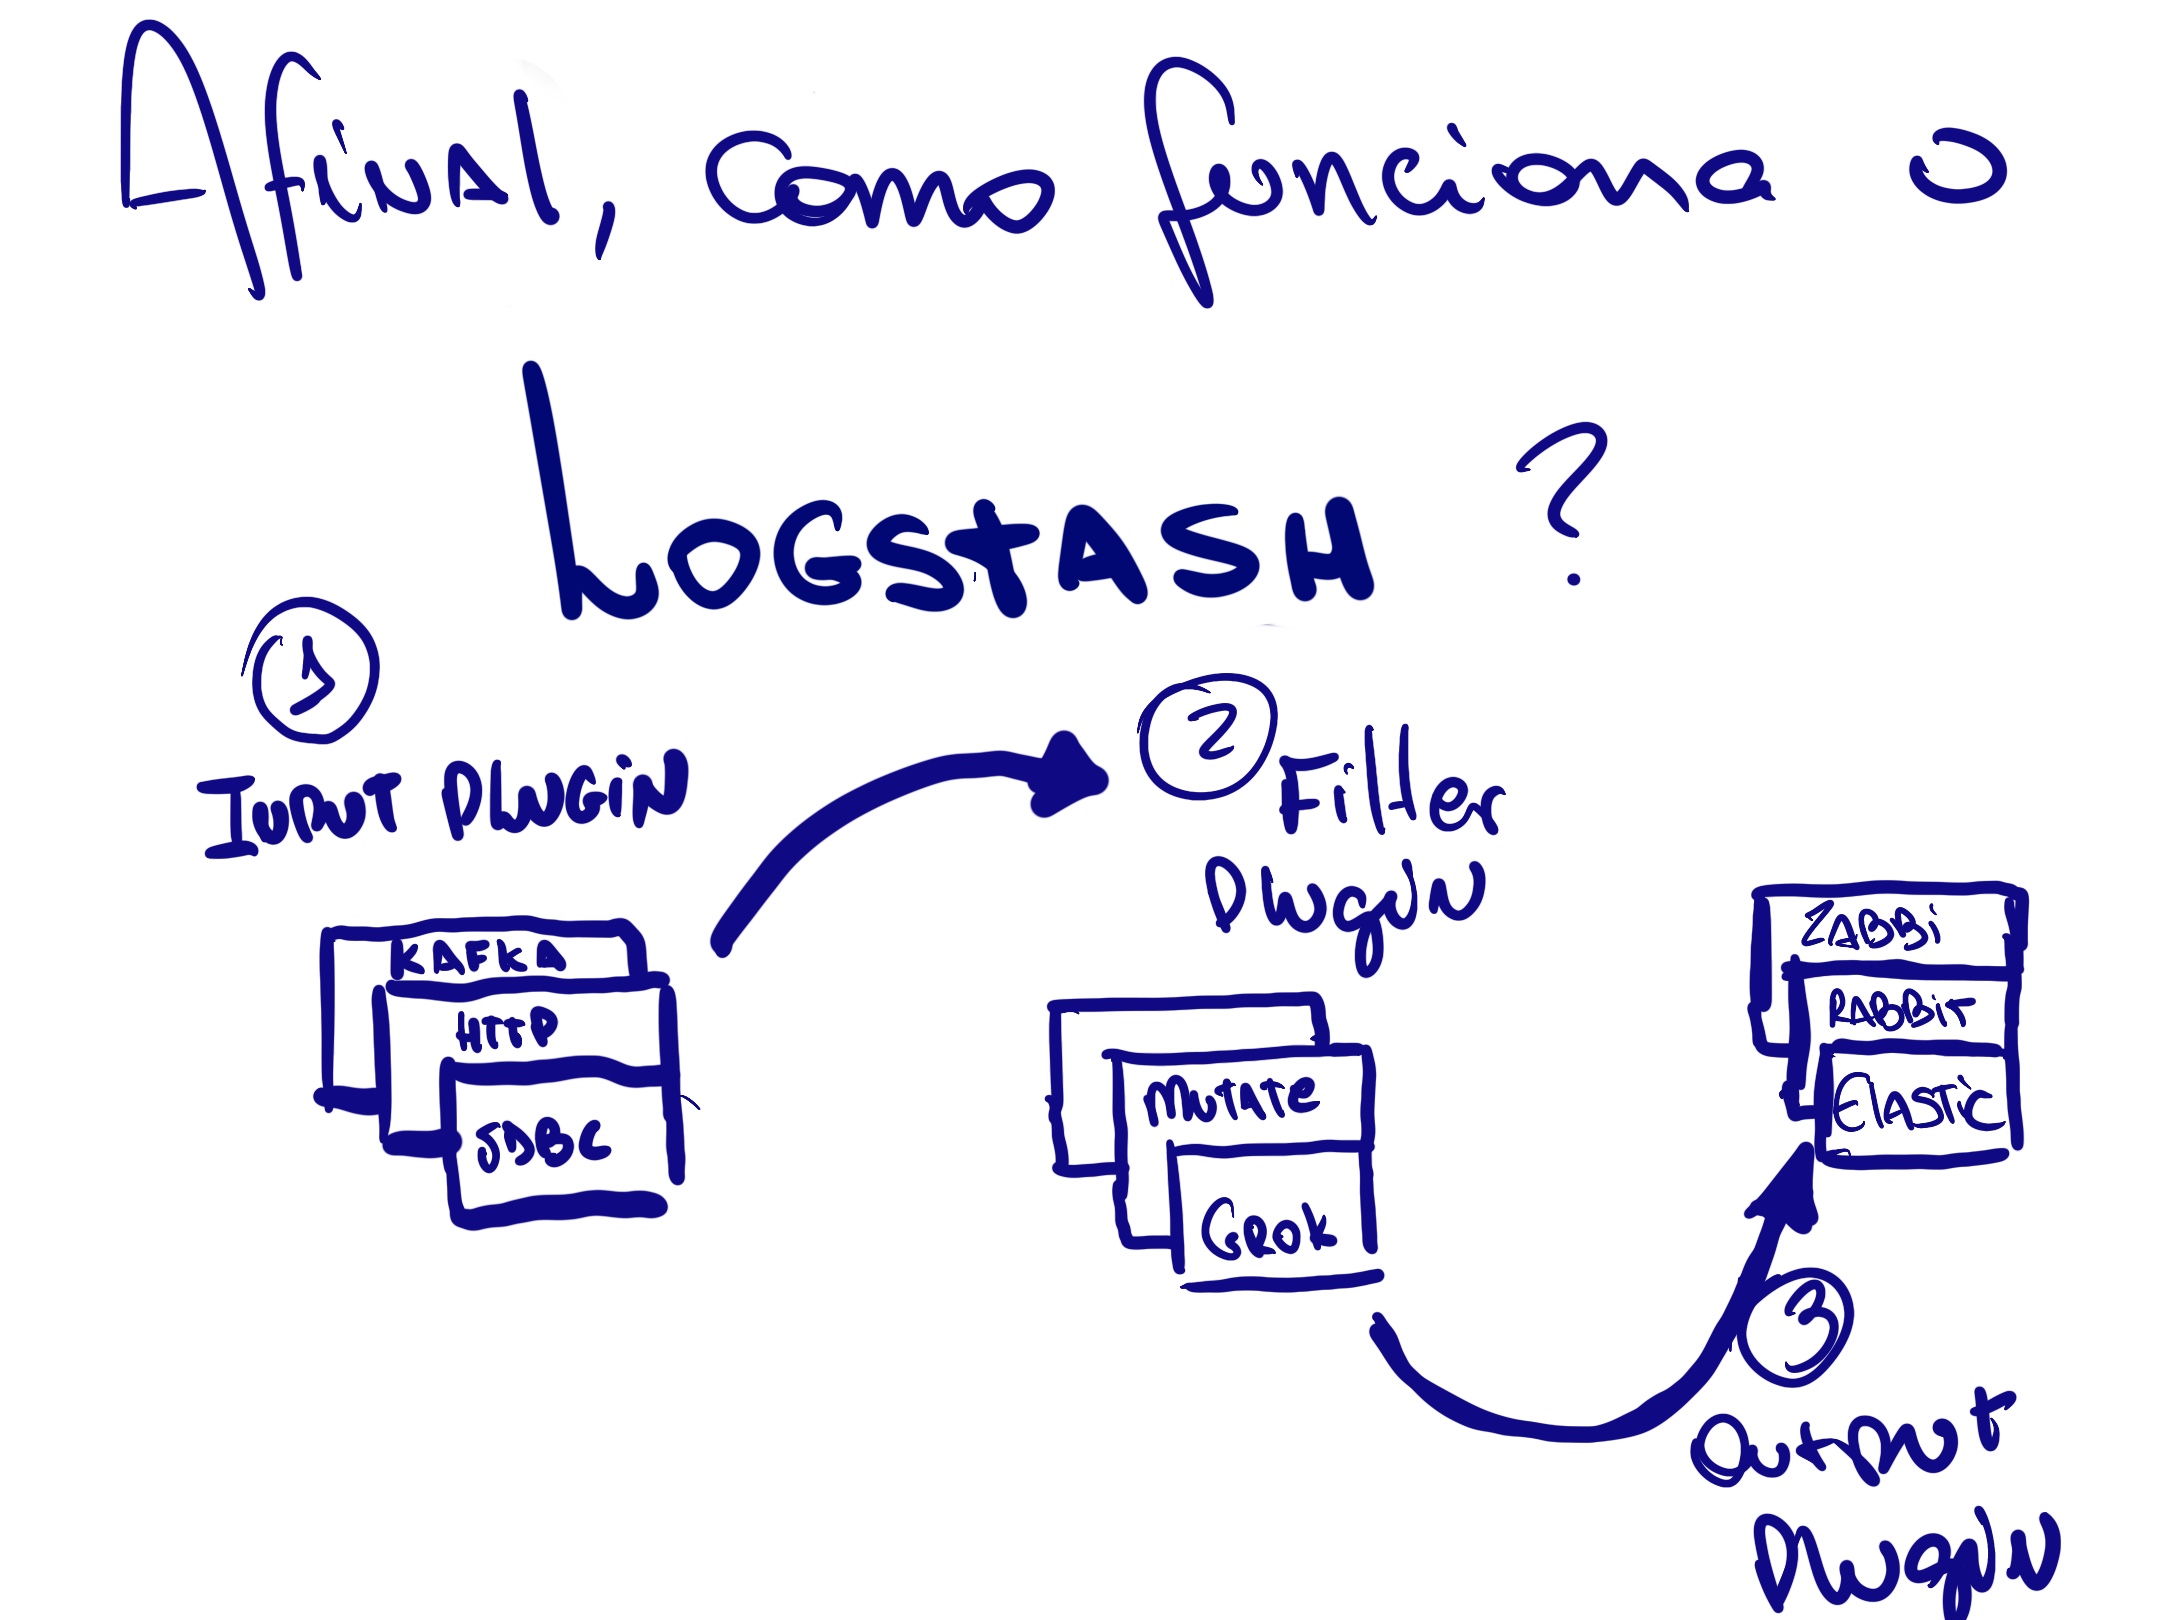 Afinal, como funciona o
LOGSTASH ?
1
INPUT PLUGIN
KAFKA
HTTP
JDBC
2
Filter
Plugin
MUTATE
GROK
ZABBi
RABBIT
ELASTIC
3
Output
Plugin